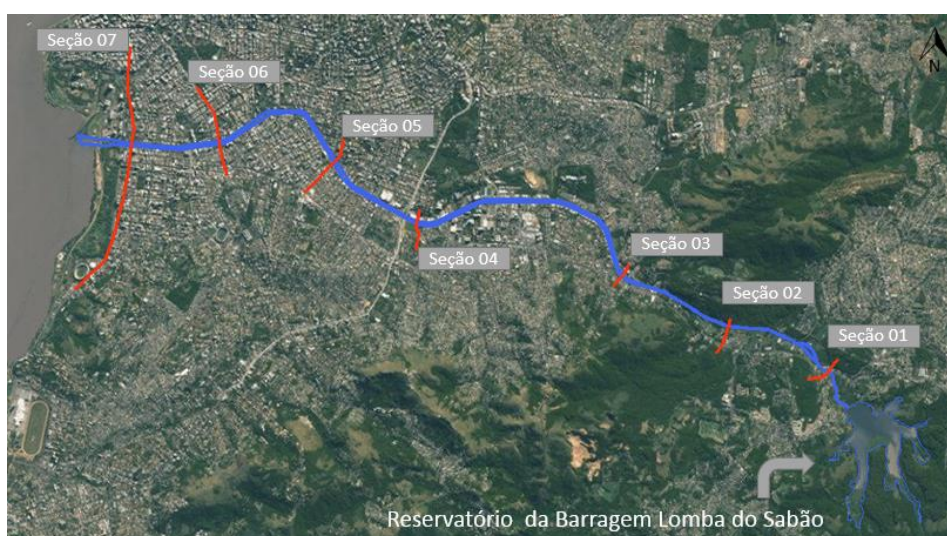 Seção 07
Seção 06
N
Seção 05
Seção 03
Seção 04
Seção 02
Seção 01
Reservatório da Barragem Lomba do Sabão